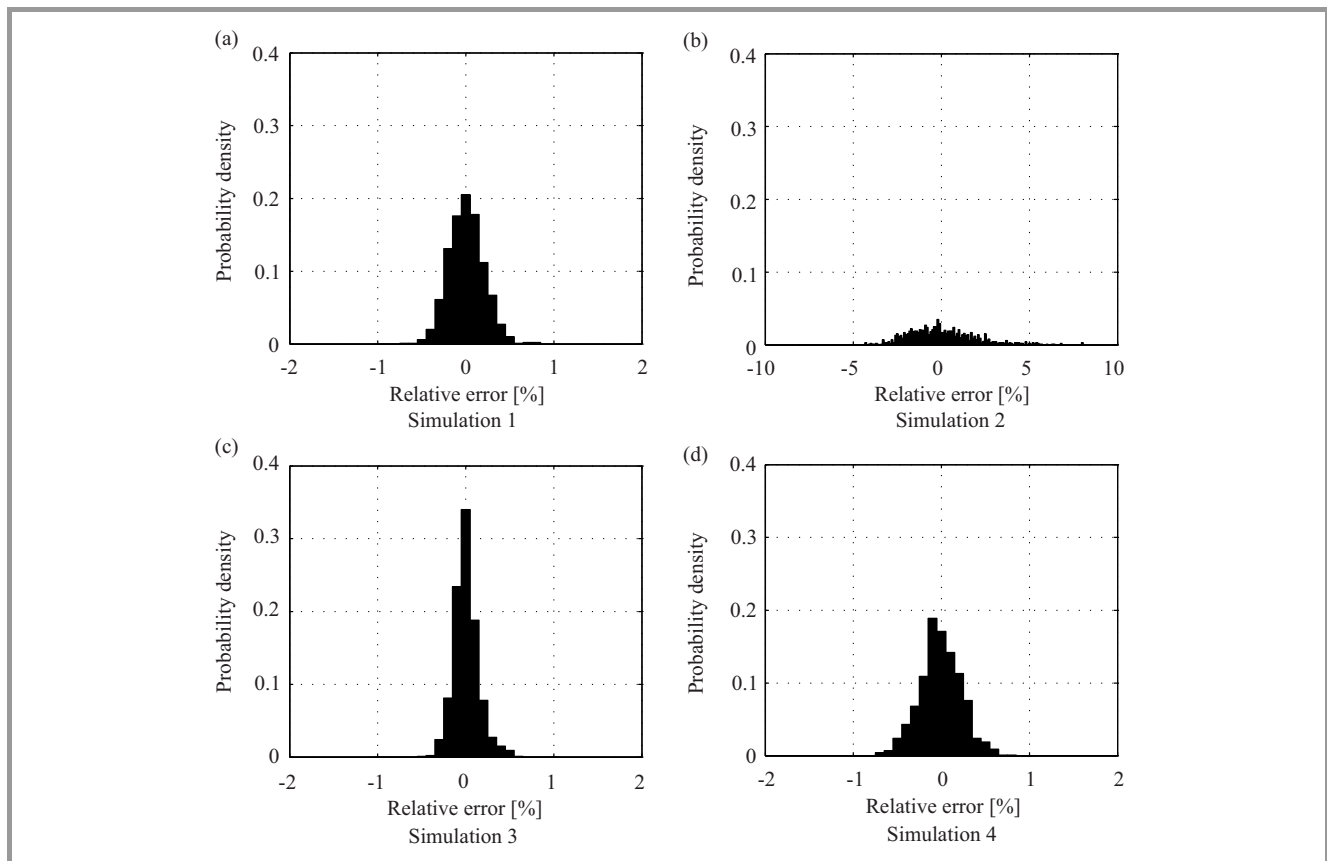 (a)
0.4
0.3
0.2
0.1
0
Probability density
-2 -1 0 1 2
Relative error [%]
Simulation 1
(b)
0.4
0.3
0.2
0.1
0
Probability density
-10 -5 0 5 10
Relative error [%]
Simulation 2
(c)
0.4
0.3
0.2
0.1
0
Probability density
-2 -1 0 1 2
Relative error [%]
Simulation 3
(d)
0.4
0.3
0.2
0.1
0
Probability density
-2 -1 0 1 2
Relative error [%]
Simulation 4